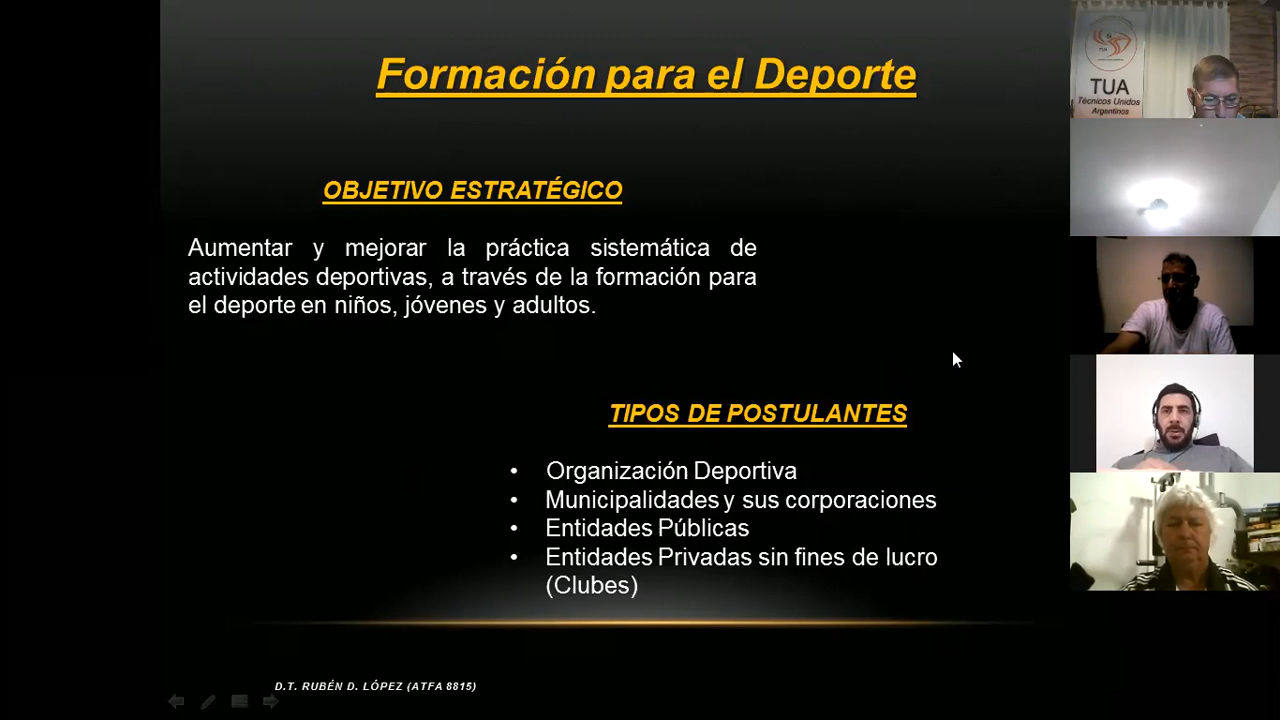 Formación para el Deporte
OBJETIVO ESTRATÉGICO
Aumentar y mejorar la práctica sistemática de
actividades deportivas, a través de la formación para
el deporte en niños, jóvenes y adultos.
TIPOS DE POSTULANTES
• Organización Deportiva
• Municipalidades y sus corporaciones
• Entidades Públicas
• Entidades Privadas sin fines de lucro
(Clubes)
D.T. RUBÉN D. LÓPEZ (ATFA 8815)
TUA
TUA
Técnicos Unidos
Argentinos